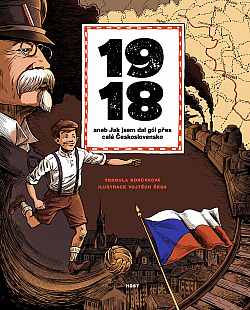 19
18
aneb Jak jsem dal gól přes
celé Československo
VENDULA BORŮVKOVÁ
ILUSTRACE VOJTĚCH ŠEDA
HOST